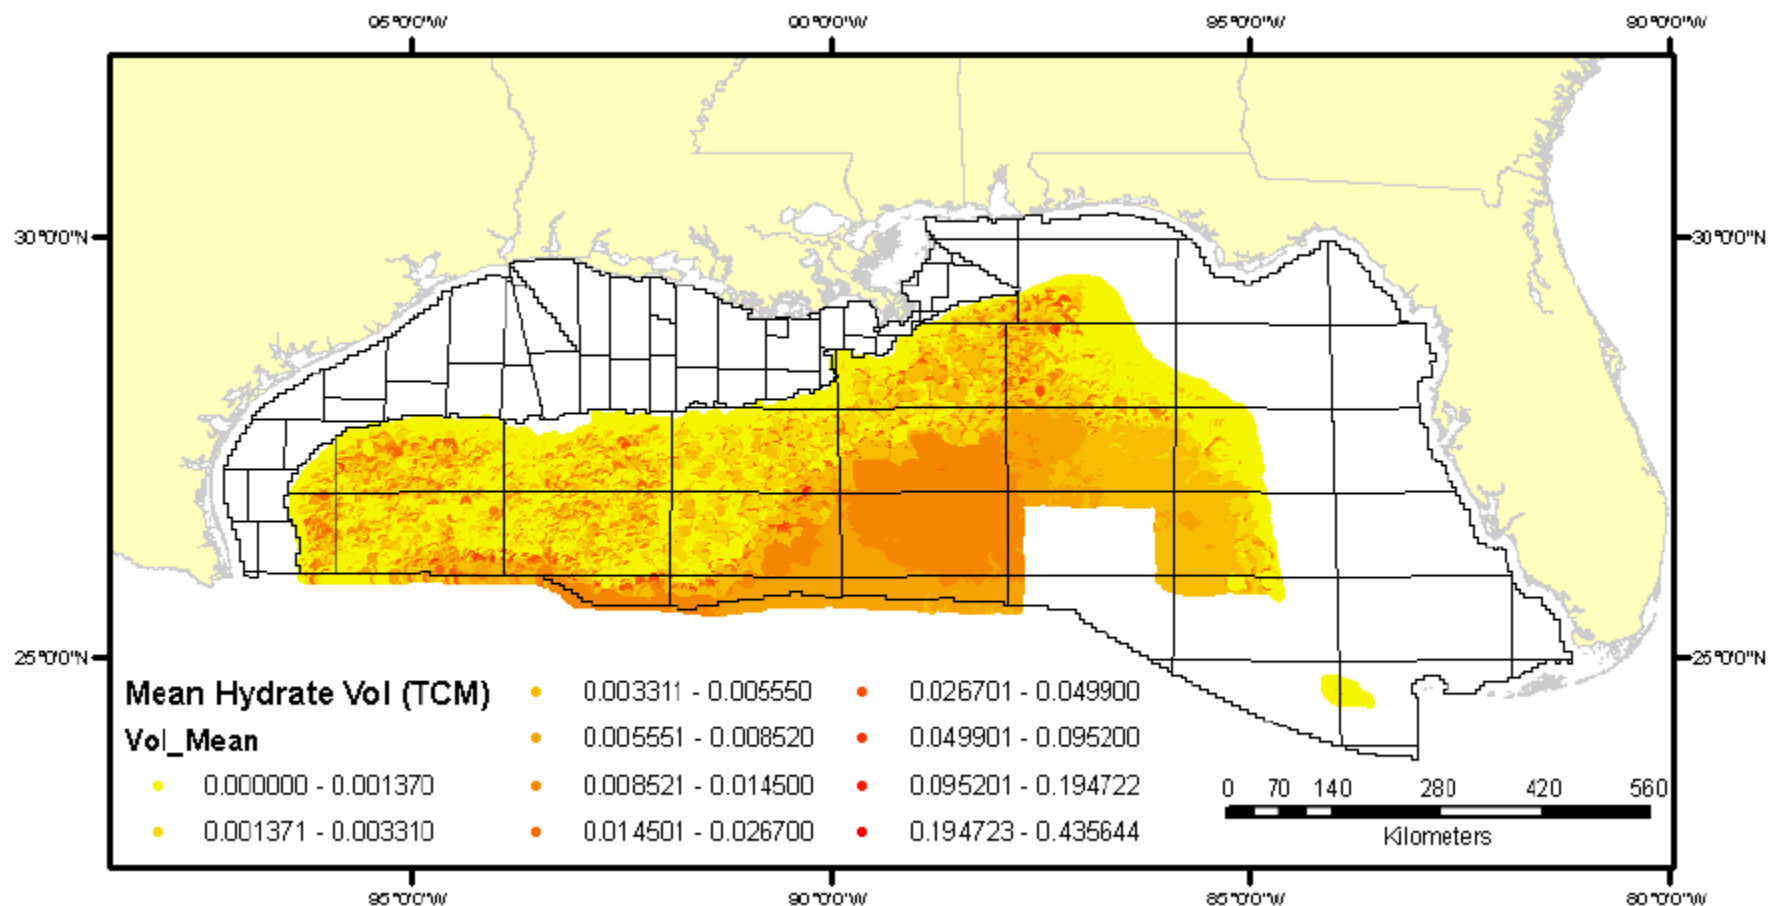 95°0'0"W 90°0'0"W 85°0'0"W 80°0'0"W
30°0'0"N 30°0'0"N
25°0'0"N 25°0'0"N
Mean Hydrate Vol (TCM)
Vol_Mean
0.000000 - 0.001370
0.001371 - 0.003310
0.003311 - 0.005550
0.005551 - 0.008520
0.008521 - 0.014500
0.014501 - 0.026700
0.026701 - 0.049900
0.049901 - 0.095200
0.095201 - 0.194722
0.194723 - 0.435644
0 70 140 280 420 560
Kilometers
95°0'0"W 90°0'0"W 85°0'0"W 80°0'0"W